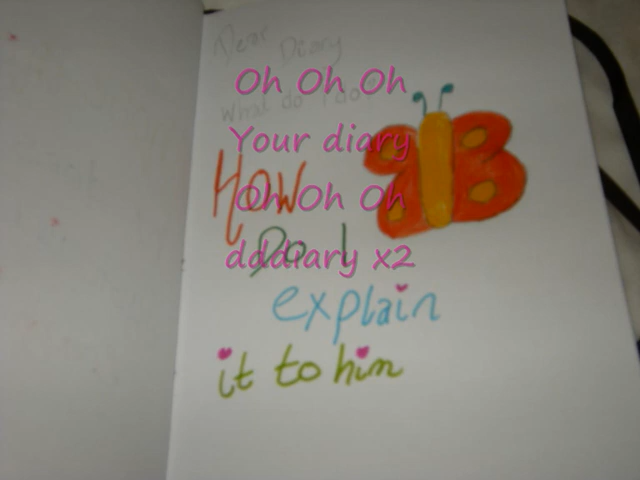 Dear
Diary
Oh Oh Oh
What do I do?
Your diary
How
Oh Oh Oh
Do I
dddiary x2
explain
it to him